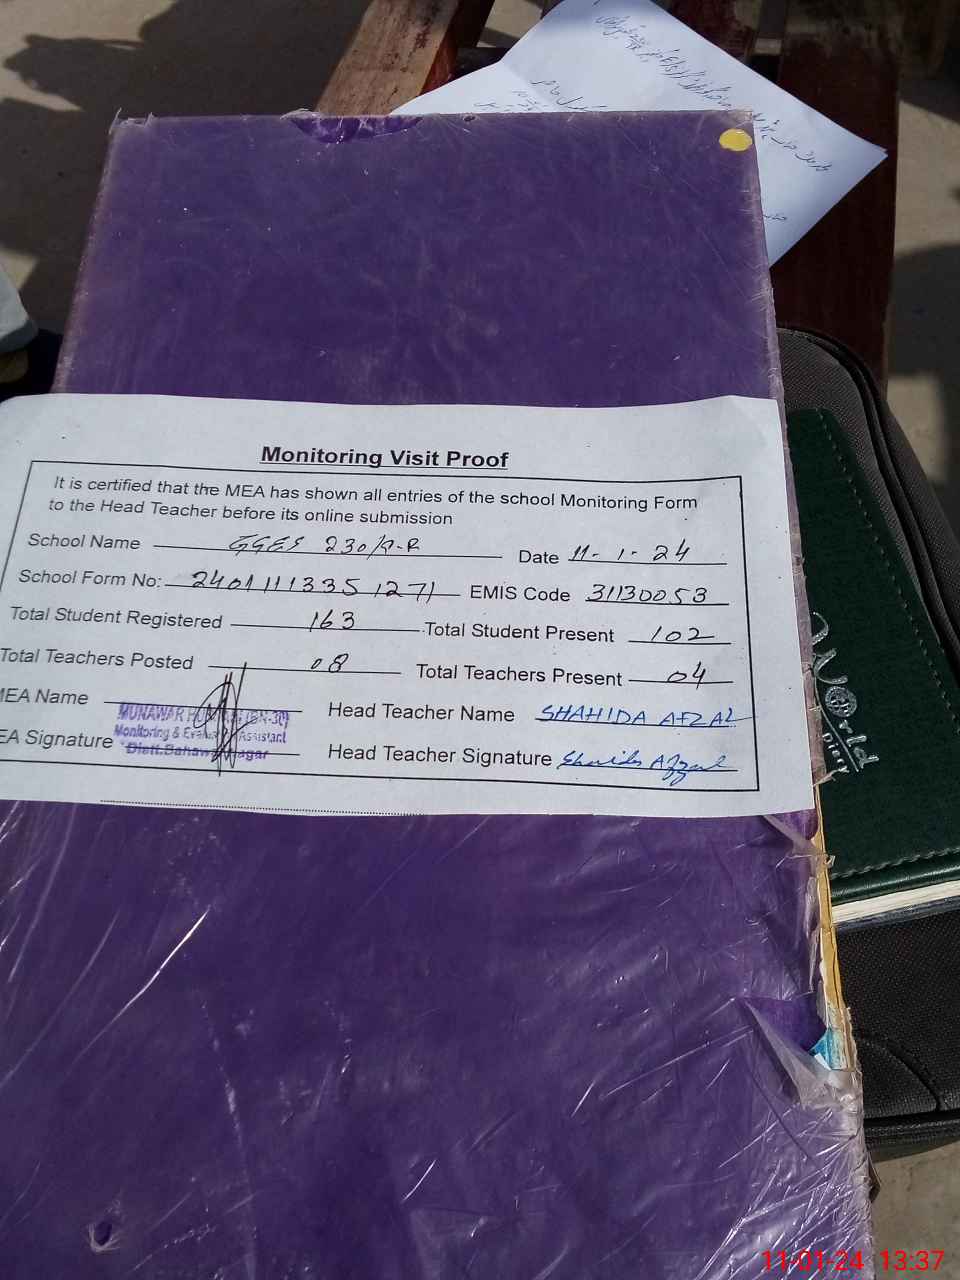 Monitoring Visit Proof
It is certified that the MEA has shown all entries of the school Monitoring Form
to the Head Teacher before its online submission
School Name GGES 230/9-R Date 11-1-24
School Form No: 2401111335 1271 EMIS Code 31130053
Total Student Registered 163 Total Student Present 102
Total Teachers Posted 08 Total Teachers Present 04
MEA Name Head Teacher Name SHAHIDA AFZAL
MUNAWAR
Monitoring & Assistant
EA Signature Head Teacher Signature Shahida Afzal
World
Diary
11-01-24 13:37